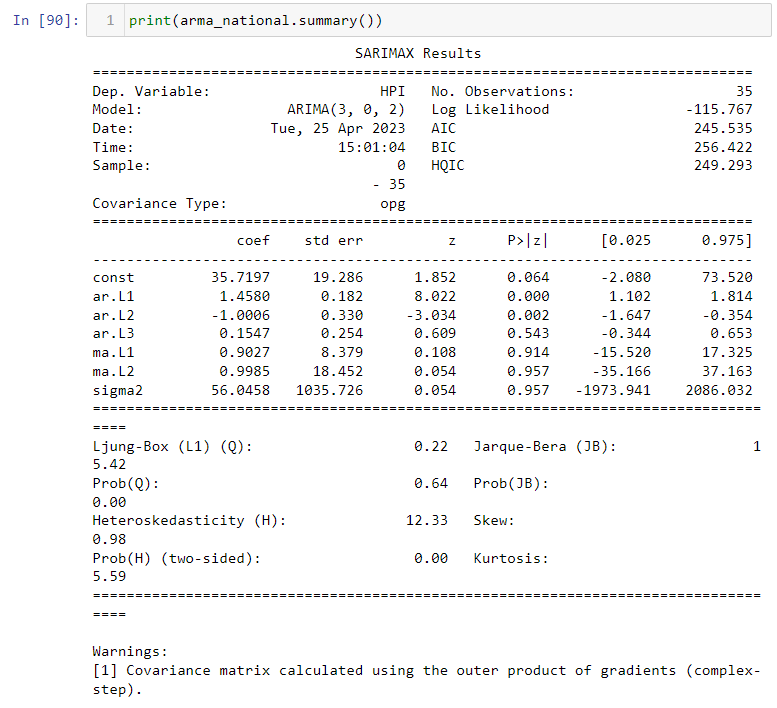 In [90]: 1 print(arma_national.summary())
SARIMAX Results
==============================================================================
Dep. Variable:                    HPI   No. Observations:                   35
Model:                 ARIMA(3, 0, 2)   Log Likelihood                -115.767
Date:                Tue, 25 Apr 2023   AIC                            245.535
Time:                        15:01:04   BIC                            256.422
Sample:                             0   HQIC                           249.293
                                 - 35
Covariance Type:                  opg
==============================================================================
                 coef    std err          z      P>|z|      [0.025      0.975]
------------------------------------------------------------------------------
const         35.7197     19.286      1.852      0.064      -2.080      73.520
ar.L1          1.4580      0.182      8.022      0.000       1.102       1.814
ar.L2         -1.0006      0.330     -3.034      0.002      -1.647      -0.354
ar.L3          0.1547      0.254      0.609      0.543      -0.344       0.653
ma.L1          0.9027      8.379      0.108      0.914     -15.520      17.325
ma.L2          0.9985     18.452      0.054      0.957     -35.166      37.163
sigma2        56.0458   1035.726      0.054      0.957   -1973.941    2086.032
===============================================================================
====
Ljung-Box (L1) (Q):                   0.22   Jarque-Bera (JB):                1
5.42
Prob(Q):                              0.64   Prob(JB):
0.00
Heteroskedasticity (H):              12.33   Skew:
0.98
Prob(H) (two-sided):                  0.00   Kurtosis:
5.59
===============================================================================
====
Warnings:
[1] Covariance matrix calculated using the outer product of gradients (complex-
step).